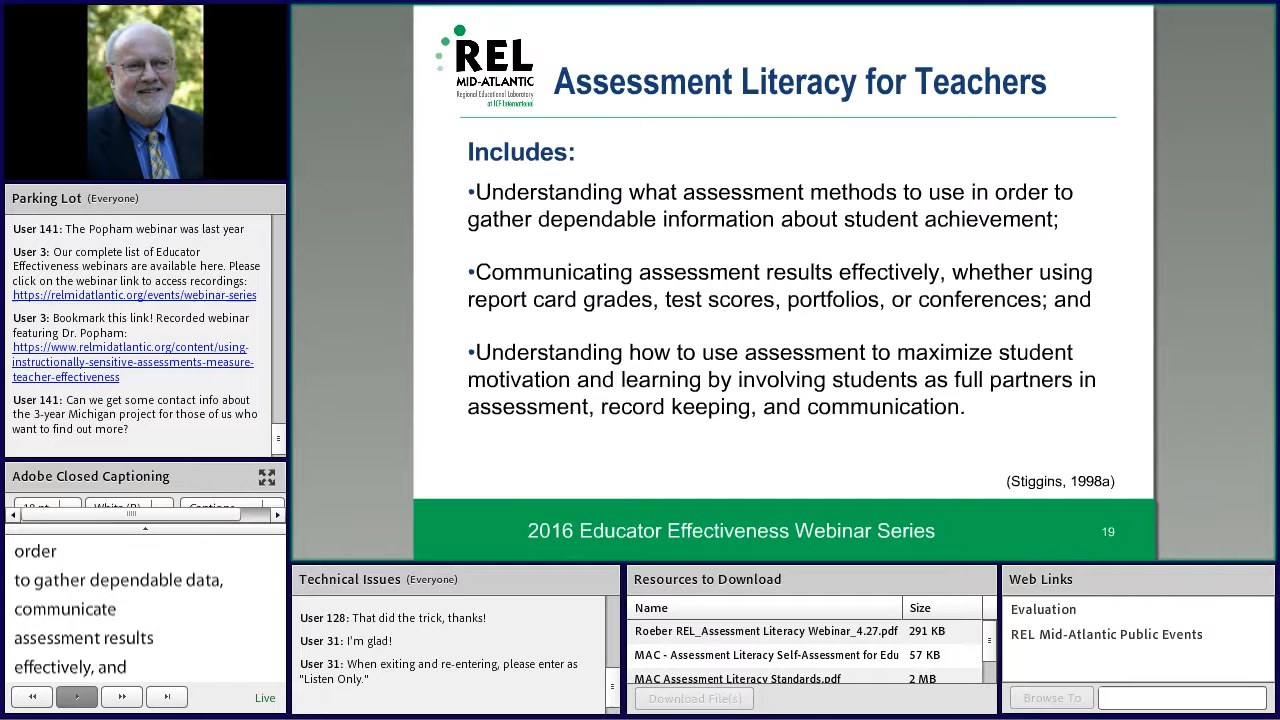 REL
MID-ATLANTIC
Regional Educational Laboratory
at ICF International
Assessment Literacy for Teachers
Includes:
•Understanding what assessment methods to use in order to
gather dependable information about student achievement;
•Communicating assessment results effectively, whether using
report card grades, test scores, portfolios, or conferences; and
•Understanding how to use assessment to maximize student
motivation and learning by involving students as full partners in
assessment, record keeping, and communication.
(Stiggins, 1998a)
2016 Educator Effectiveness Webinar Series
19
Parking Lot (Everyone)
User 141: The Popham webinar was last year
User 3: Our complete list of Educator
Effectiveness webinars are available here. Please
click on the webinar link to access recordings:
https://relmidatlantic.org/events/webinar-series
User 3: Bookmark this link! Recorded webinar
featuring Dr. Popham:
https://www.relmidatlantic.org/content/using-
instructionally-sensitive-assessments-measure-
teacher-effectiveness
User 141: Can we get some contact info about
the 3-year Michigan project for those of us who
want to find out more?
Adobe Closed Captioning
order
to gather dependable data,
communicate
assessment results
effectively, and
Live
Technical Issues (Everyone)
User 128: That did the trick, thanks!
User 31: I'm glad!
User 31: When exiting and re-entering, please enter as
"Listen Only."
Resources to Download
Name Size
Roeber REL_Assessment Literacy Webinar_4.27.pdf 291 KB
MAC - Assessment Literacy Self-Assessment for Edu 57 KB
MAC Assessment Literacy Standards.pdf 2 MB
Download File(s)
Web Links
Evaluation
REL Mid-Atlantic Public Events
Browse To